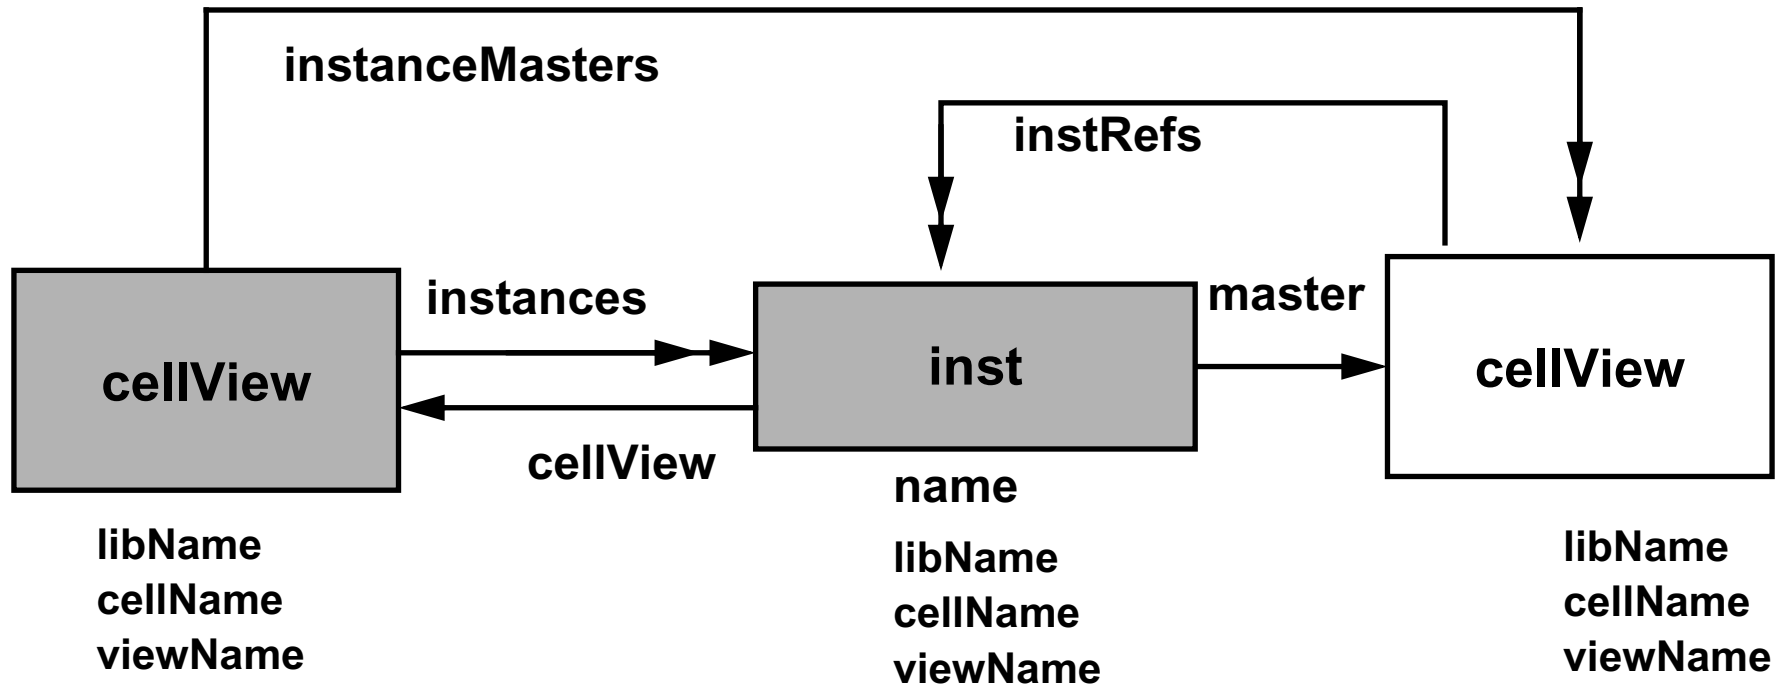 instanceMasters
instRefs
instances
master
cellView
inst
cellView
cellView
name
libName
cellName
viewName
libName
cellName
viewName
libName
cellName
viewName